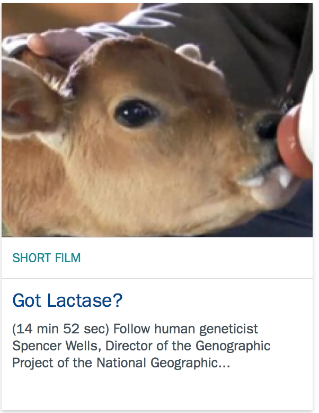 SHORT FILM
Got Lactase?
(14 min 52 sec) Follow human geneticist
Spencer Wells, Director of the Genographic
Project of the National Geographic...